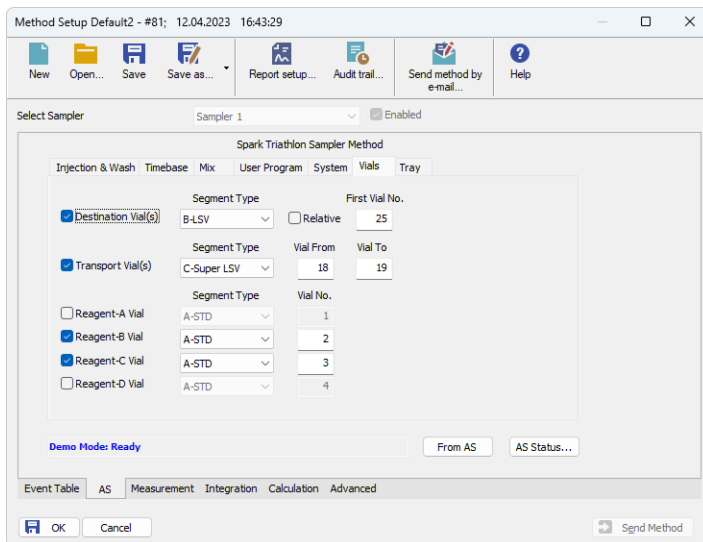 Method Setup Default2 - #81; 12.04.2023 16:43:29
New Open... Save Save as... Report setup... Audit trail... Send method by e-mail... Help
Select Sampler Sampler 1 Enabled
Spark Triathlon Sampler Method
Injection & Wash Timebase Mix User Program System Vials Tray
Segment Type First Vial No.
Destination Vial(s) B-LSV Relative 25
Segment Type Vial From Vial To
Transport Vial(s) C-Super LSV 18 19
Segment Type Vial No.
Reagent-A Vial A-STD 1
Reagent-B Vial A-STD 2
Reagent-C Vial A-STD 3
Reagent-D Vial A-STD 4
Demo Mode: Ready From AS AS Status...
Event Table AS Measurement Integration Calculation Advanced
OK Cancel Send Method